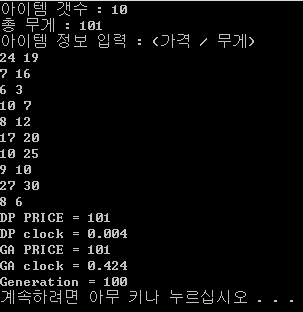 아이템 갯수 : 10
총 무게 : 101
아이템 정보 입력 : (가격 / 무게)
24 19
7 16
6 3
10 7
8 12
17 20
10 25
9 10
27 30
8 6
DP PRICE = 101
DP clock = 0.004
GA PRICE = 101
GA clock = 0.424
Generation = 100
계속하려면 아무 키나 누르십시오 . . .